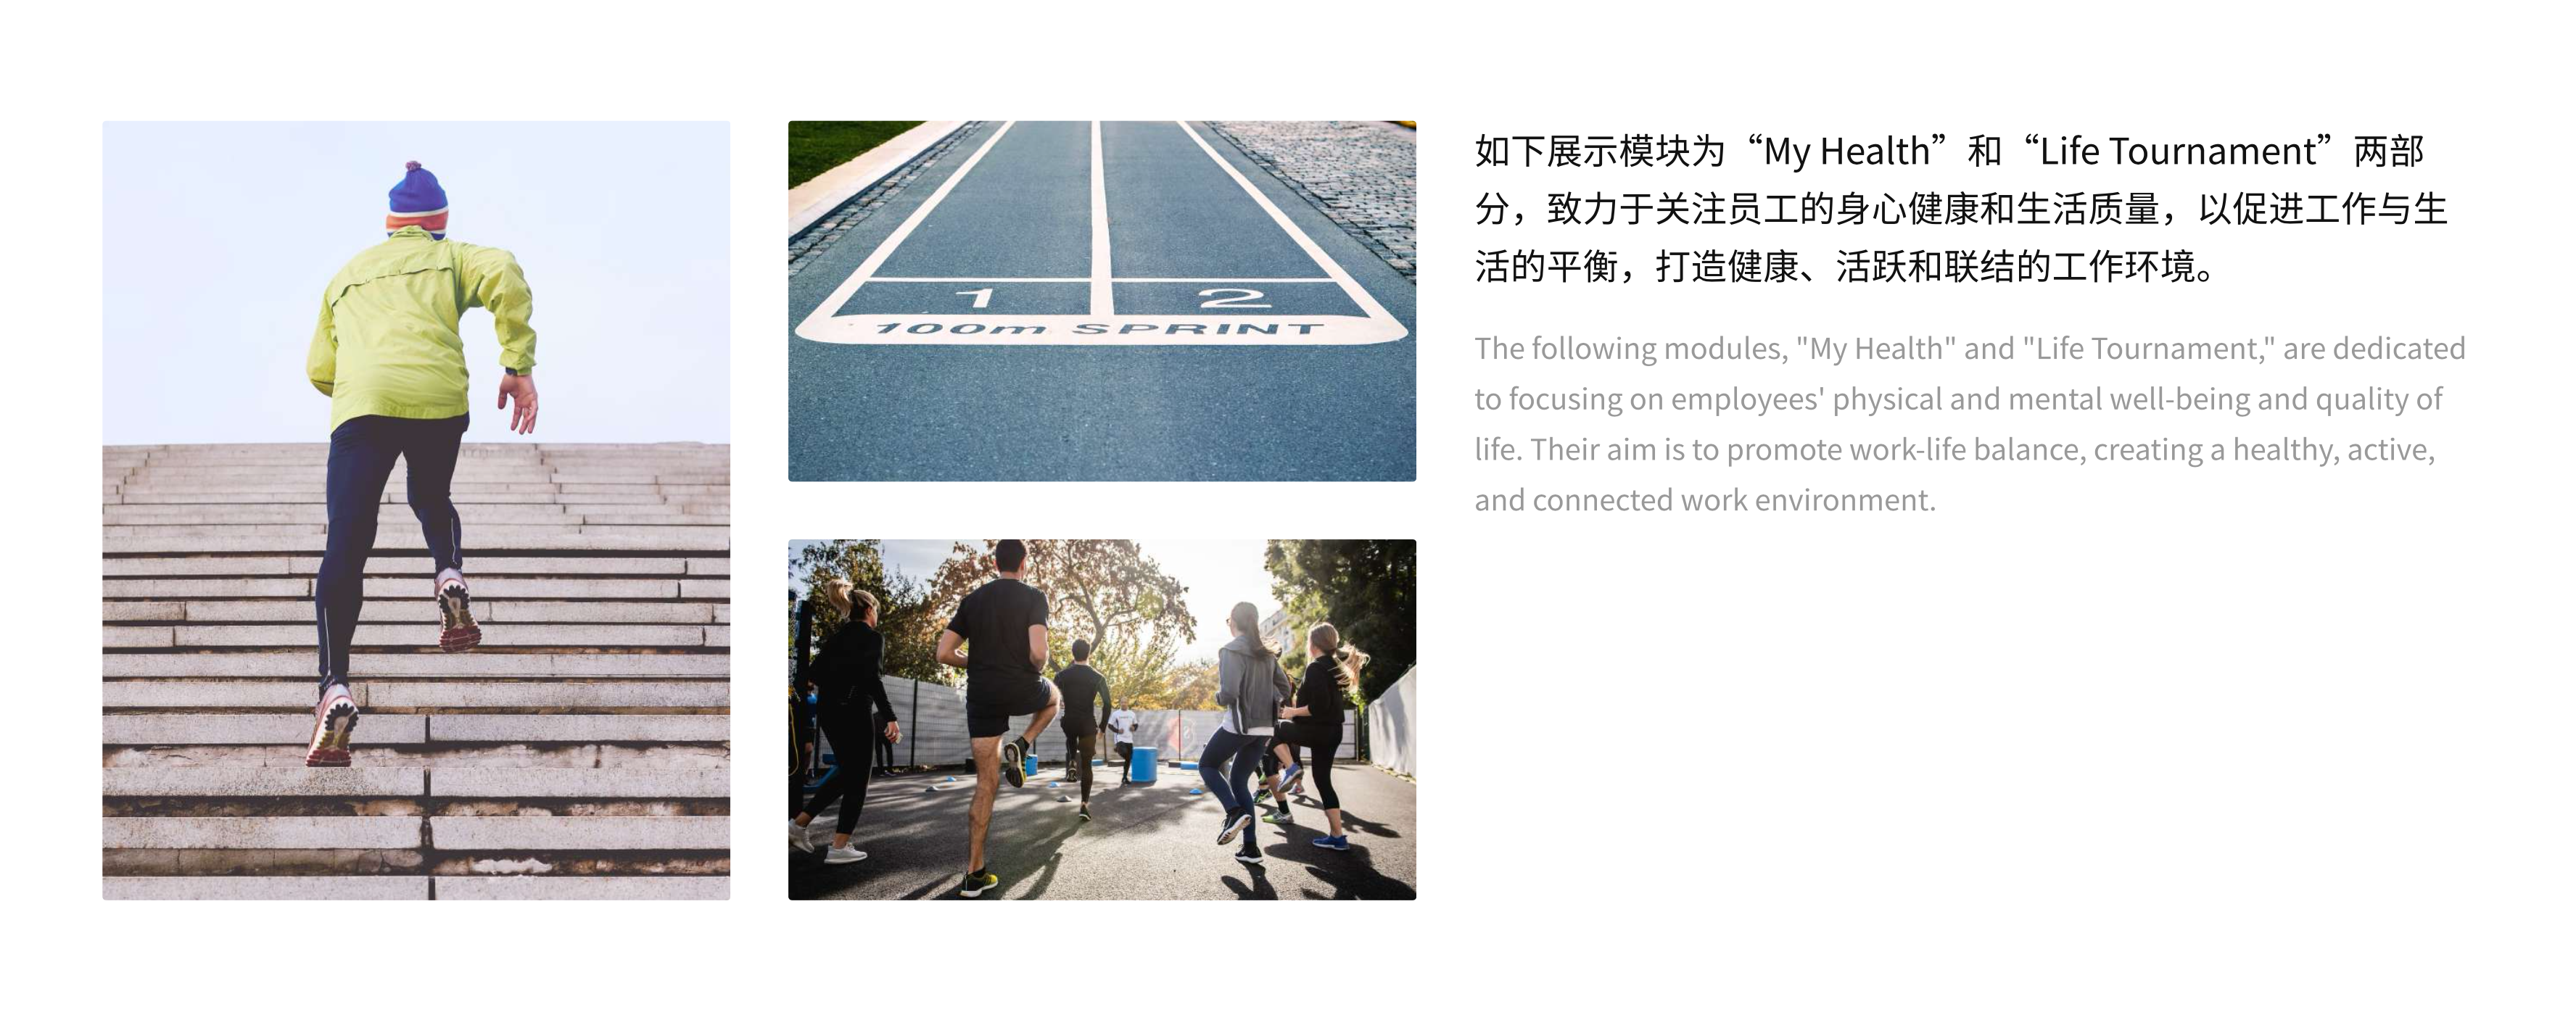 1 2
100m SPRINT
如下展示模块为“My Health”和“Life Tournament”两部
分，致力于关注员工的身心健康和生活质量，以促进工作与生
活的平衡，打造健康、活跃和联结的工作环境。
The following modules, "My Health" and "Life Tournament," are dedicated
to focusing on employees' physical and mental well-being and quality of
life. Their aim is to promote work-life balance, creating a healthy, active,
and connected work environment.